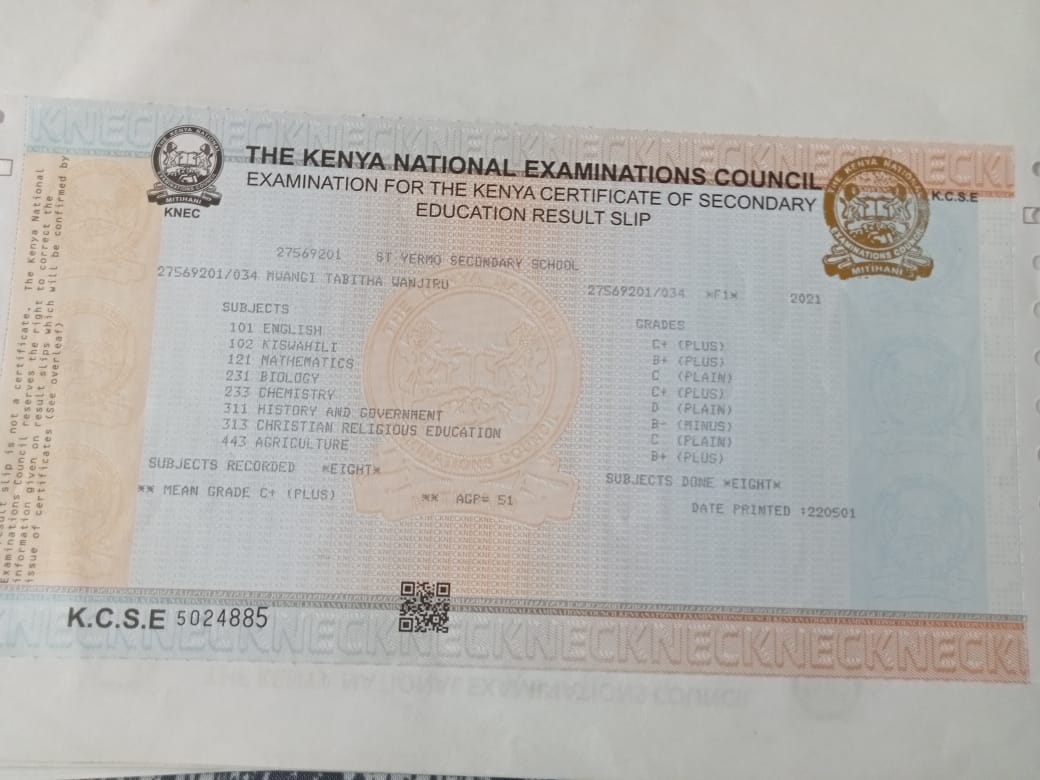 THE KENYA NATIONAL EXAMINATIONS COUNCIL
EXAMINATION FOR THE KENYA CERTIFICATE OF SECONDARY
EDUCATION RESULT SLIP
KNEC
MITIHANI
K.C.S.E
THE KENYA NATIONAL
EXAMINATIONS COUNCIL
MITIHANI
27569201 ST YERMO SECONDARY SCHOOL
27569201/034 MWANGI TABITHA WANJIRU 27569201/034 *F1* 2021
SUBJECTS GRADES
101 ENGLISH C+ (PLUS)
102 KISWAHILI B+ (PLUS)
121 MATHEMATICS C (PLAIN)
231 BIOLOGY C+ (PLUS)
233 CHEMISTRY D (PLAIN)
311 HISTORY AND GOVERNMENT B- (MINUS)
313 CHRISTIAN RELIGIOUS EDUCATION C (PLAIN)
443 AGRICULTURE B+ (PLUS)
SUBJECTS RECORDED *EIGHT* SUBJECTS DONE *EIGHT*
** MEAN GRADE C+ (PLUS) ** AGP= 51
DATE PRINTED :220501
K.C.S.E 5024885
result slip is not a certificate. The Kenya National
Examinations Council reserves the right to correct the
information given on result slips which will be confirmed by
issue of certificates (See overleaf)